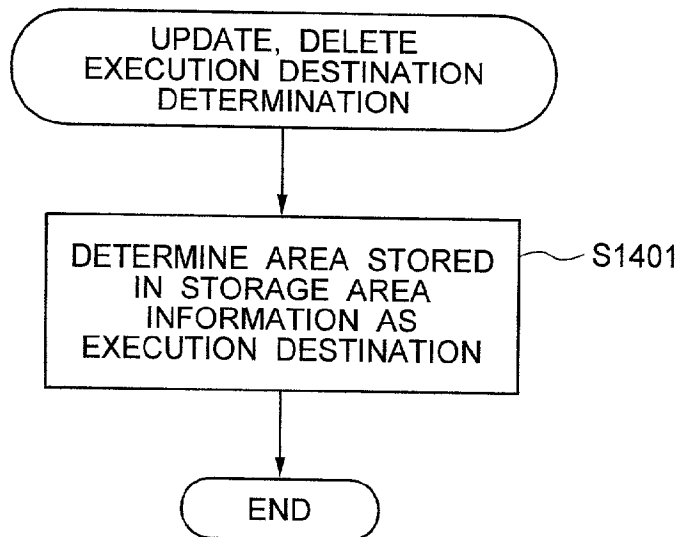 UPDATE, DELETE
EXECUTION DESTINATION
DETERMINATION
DETERMINE AREA STORED
IN STORAGE AREA
INFORMATION AS
EXECUTION DESTINATION
S1401
END